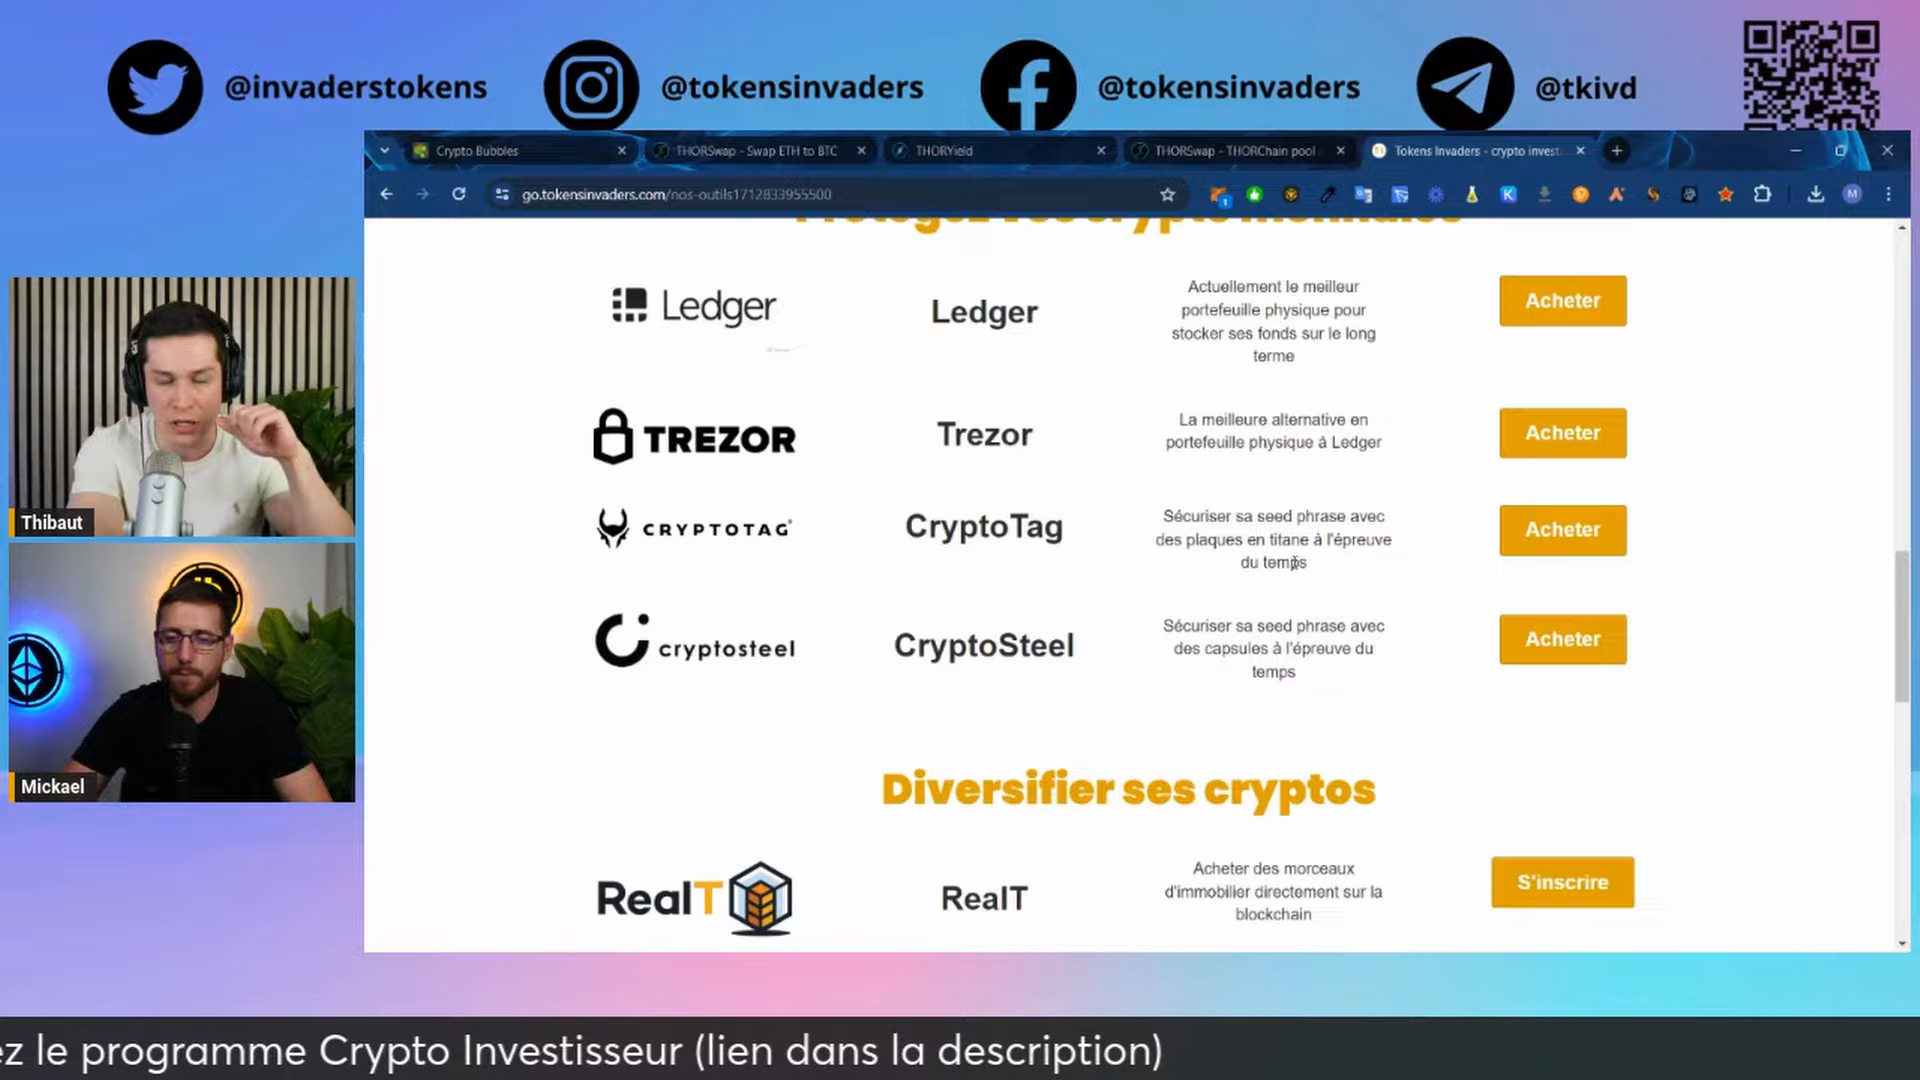 @invaderstokens
@tokensinvaders
@tokensinvaders
@tkivd
Crypto Bubbles
THORSwap - Swap ETH to BTC
THORYield
THORSwap - THORChain pool
Tokens Invaders - crypto invest
go.tokensinvaders.com/nos-outils1712833955500
Ledger
Ledger
Actuellement le meilleur
portefeuille physique pour
stocker ses fonds sur le long
terme
Acheter
TREZOR
Trezor
La meilleure alternative en
portefeuille physique à Ledger
Acheter
CRYPTOTAG
CryptoTag
Sécuriser sa seed phrase avec
des plaques en titane à l'épreuve
du temps
Acheter
cryptosteel
CryptoSteel
Sécuriser sa seed phrase avec
des capsules à l'épreuve du
temps
Acheter
Diversifier ses cryptos
RealT
RealT
Acheter des morceaux
d'immobilier directement sur la
blockchain
S'inscrire
Thibaut
Mickael
ez le programme Crypto Investisseur (lien dans la description)